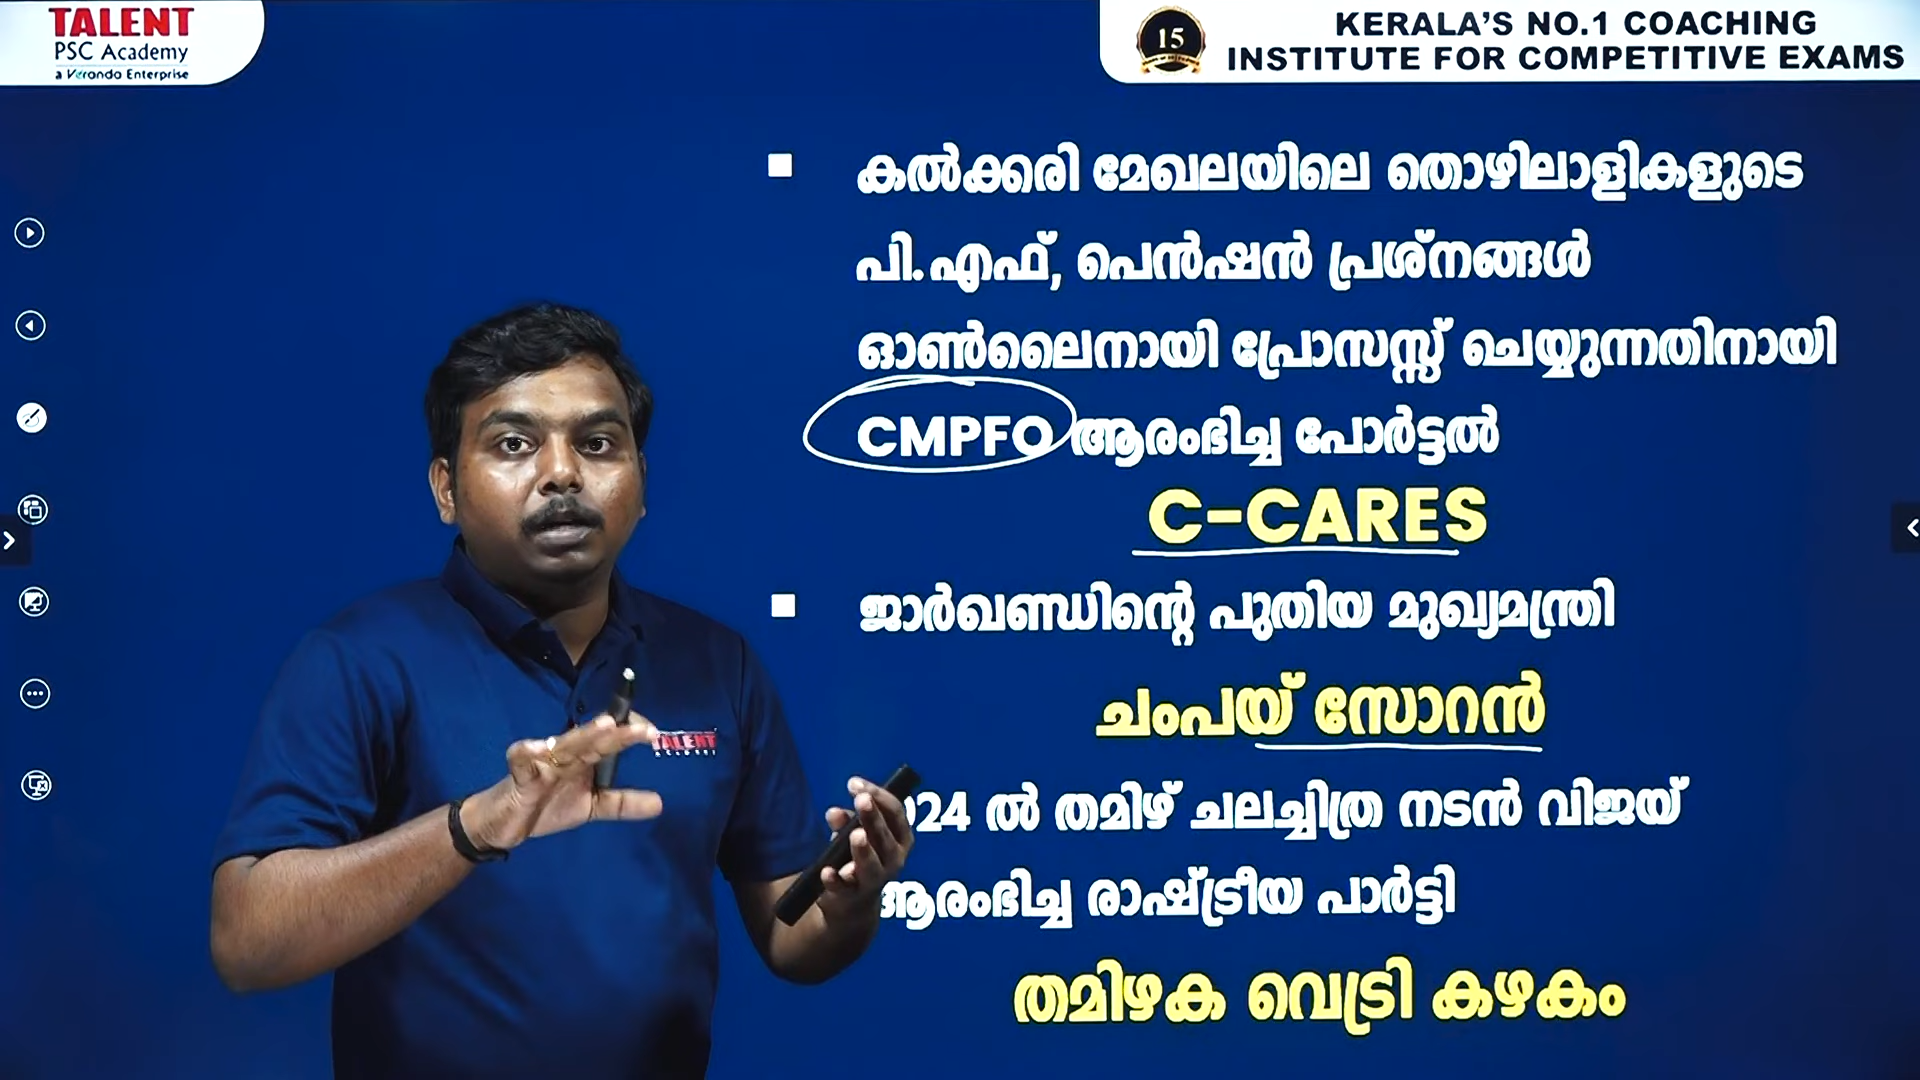 TALENT
PSC Academy
a Veranda Enterprise
15
KERALA'S NO.1 COACHING
INSTITUTE FOR COMPETITIVE EXAMS
കൽക്കരി മേഖലയിലെ തൊഴിലാളികളുടെ
പി.എഫ്, പെൻഷൻ പ്രശ്നങ്ങൾ
ഓൺലൈനായി പ്രോസസ്സ് ചെയ്യുന്നതിനായി
CMPFO ആരംഭിച്ച പോർട്ടൽ
C-CARES
ജാർഖണ്ഡിന്റെ പുതിയ മുഖ്യമന്ത്രി
ചംപയ് സോറൻ
24 ൽ തമിഴ് ചലച്ചിത്ര നടൻ വിജയ്
ആരംഭിച്ച രാഷ്ട്രീയ പാർട്ടി
തമിഴക വെട്രി കഴകം
TALENT
ACADEMY